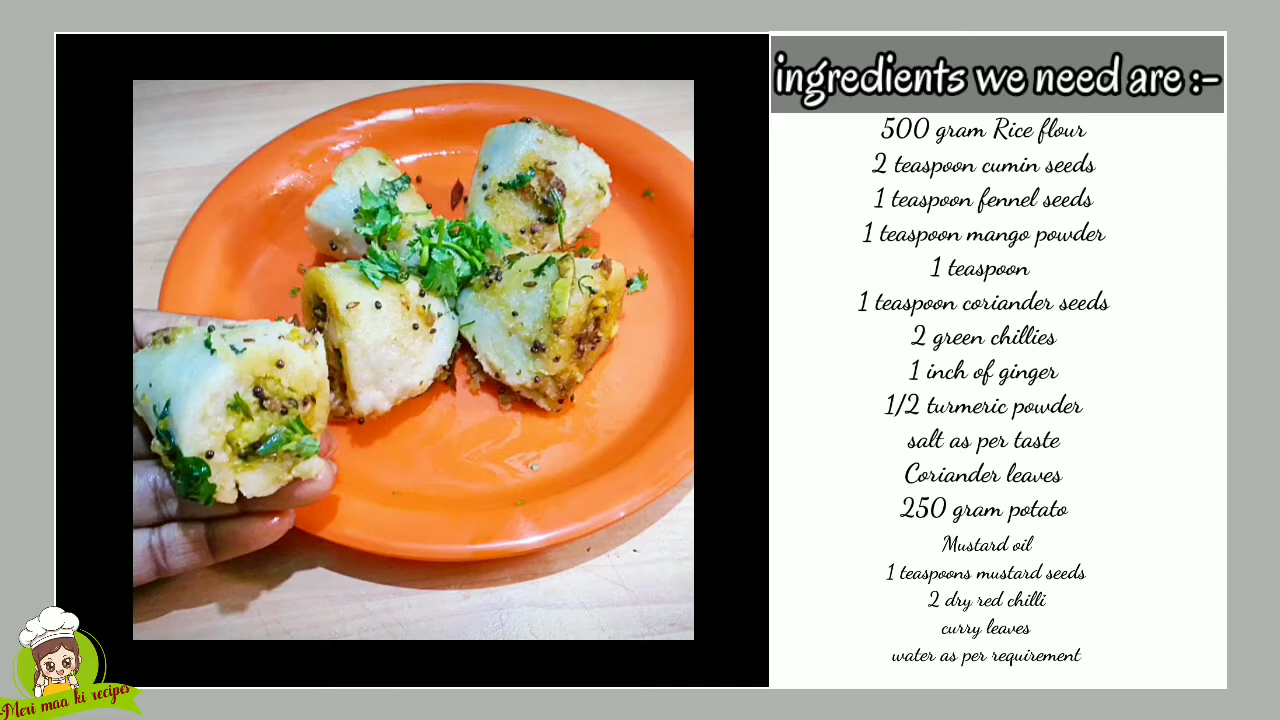 ingredients we need are :-
500 gram Rice flour
2 teaspoon cumin seeds
1 teaspoon fennel seeds
1 teaspoon mango powder
1 teaspoon
1 teaspoon coriander seeds
2 green chillies
1 inch of ginger
1/2 turmeric powder
salt as per taste
Coriander leaves
250 gram potato
Mustard oil
1 teaspoons mustard seeds
2 dry red chilli
curry leaves
water as per requirement
Meri maa ki recipes